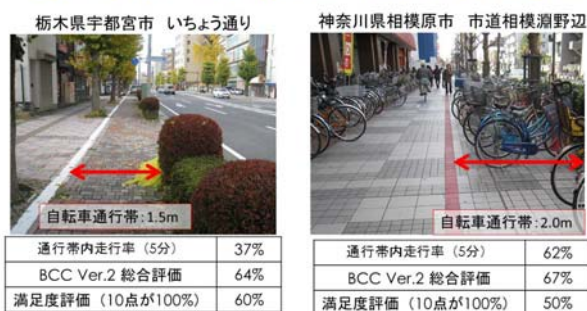 栃木県宇都宮市 いちょう通り
自転車通行帯:1.5m
通行帯内走行率(5分) 37%
BCC Ver.2 総合評価 64%
満足度評価(10点が100%) 60%
神奈川県相模原市 市道相模淵野辺
自転車通行帯:2.0m
通行帯内走行率(5分) 62%
BCC Ver.2 総合評価 67%
満足度評価(10点が100%) 50%